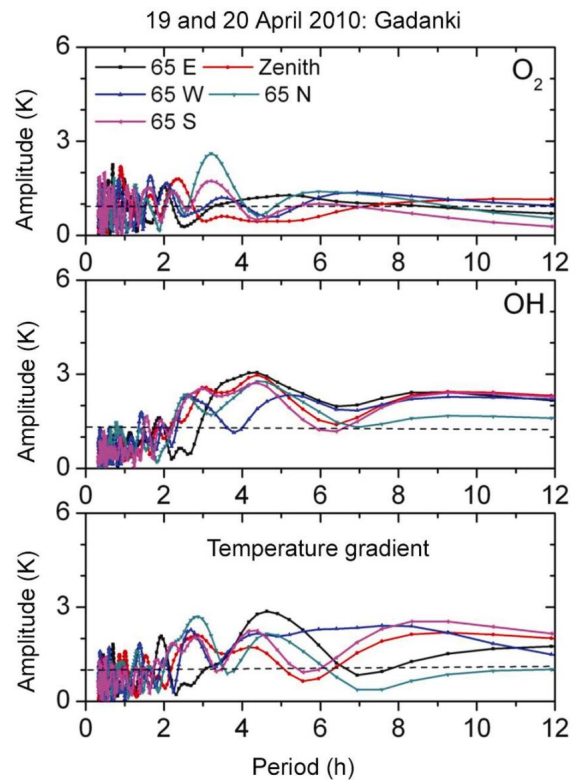 19 and 20 April 2010: Gadanki
6
3
0
Amplitude (K)
65 E Zenith
65 W 65 N
65 S
O₂
6
3
0
Amplitude (K)
OH
6
3
0
Amplitude (K)
Temperature gradient
0 2 4 6 8 10 12
Period (h)